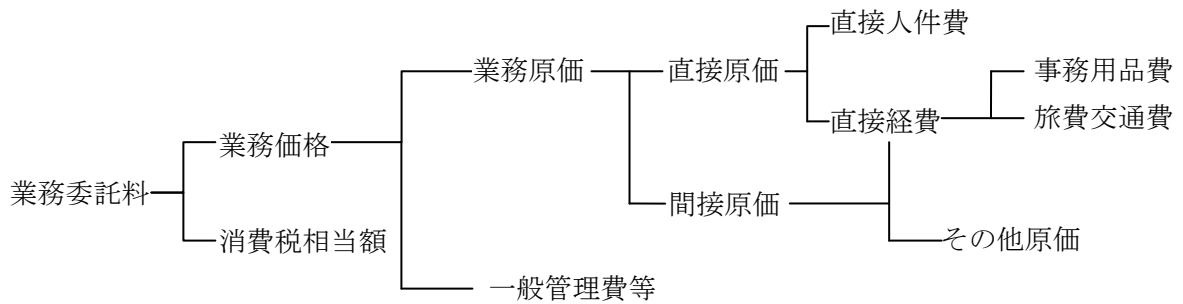 業務委託料
業務価格
消費税相当額
業務原価
一般管理費等
直接原価
間接原価
直接人件費
直接経費
その他原価
事務用品費
旅費交通費